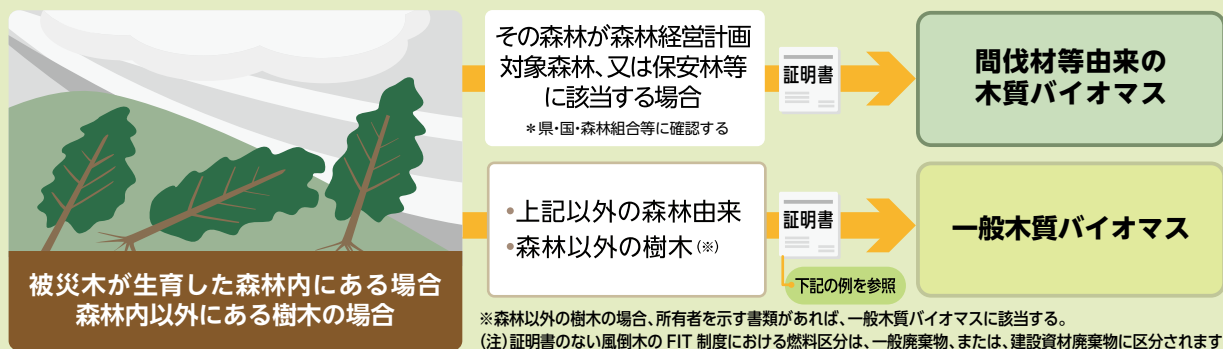 その森林が森林経営計画
対象森林、又は保安林等
に該当する場合
＊県・国・森林組合等に確認する
証明書
間伐材等由来の
木質バイオマス
・上記以外の森林由来
・森林以外の樹木(※)
証明書
下記の例を参照
一般木質バイオマス
被災木が生育した森林内にある場合
森林内以外にある樹木の場合
※森林以外の樹木の場合、所有者を示す書類があれば、一般木質バイオマスに該当する。
(注)証明書のない風倒木の FIT 制度における燃料区分は、一般廃棄物、または、建設資材廃棄物に区分されます